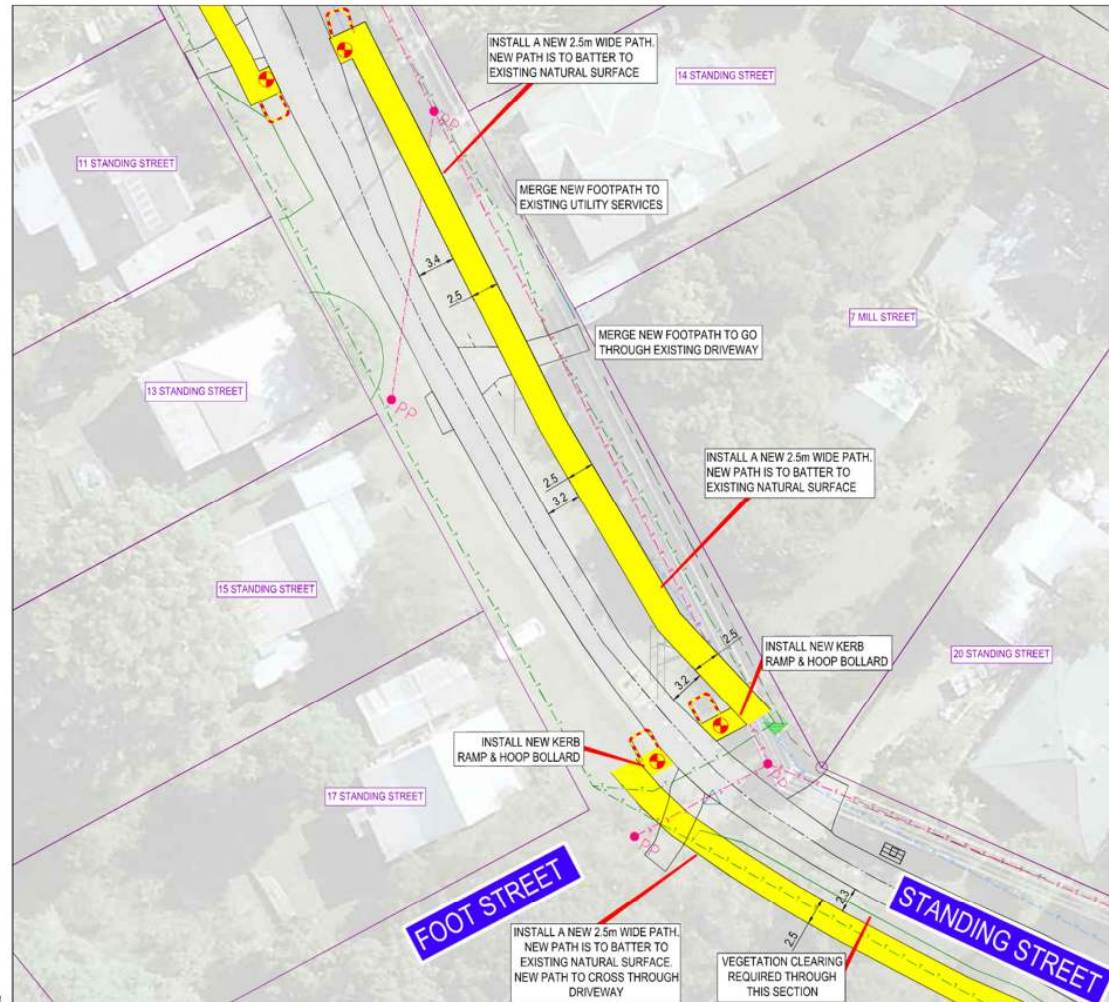 INSTALL A NEW 2.5m WIDE PATH.
NEW PATH IS TO BATTER TO
EXISTING NATURAL SURFACE
14 STANDING STREET
PP
11 STANDING STREET
MERGE NEW FOOTPATH TO
EXISTING UTILITY SERVICES
3.4
2.5
7 MILL STREET
MERGE NEW FOOTPATH TO GO
THROUGH EXISTING DRIVEWAY
13 STANDING STREET
PP
INSTALL A NEW 2.5m WIDE PATH.
NEW PATH IS TO BATTER TO
EXISTING NATURAL SURFACE
2.5
3.2
15 STANDING STREET
2.5
3.2
INSTALL NEW KERB
RAMP & HOOP BOLLARD
20 STANDING STREET
INSTALL NEW KERB
RAMP & HOOP BOLLARD
PP
17 STANDING STREET
PP
FOOT STREET
STANDING STREET
2.3
2.5
INSTALL A NEW 2.5m WIDE PATH.
NEW PATH IS TO BATTER TO
EXISTING NATURAL SURFACE.
NEW PATH TO CROSS THROUGH
DRIVEWAY
VEGETATION CLEARING
REQUIRED THROUGH
THIS SECTION